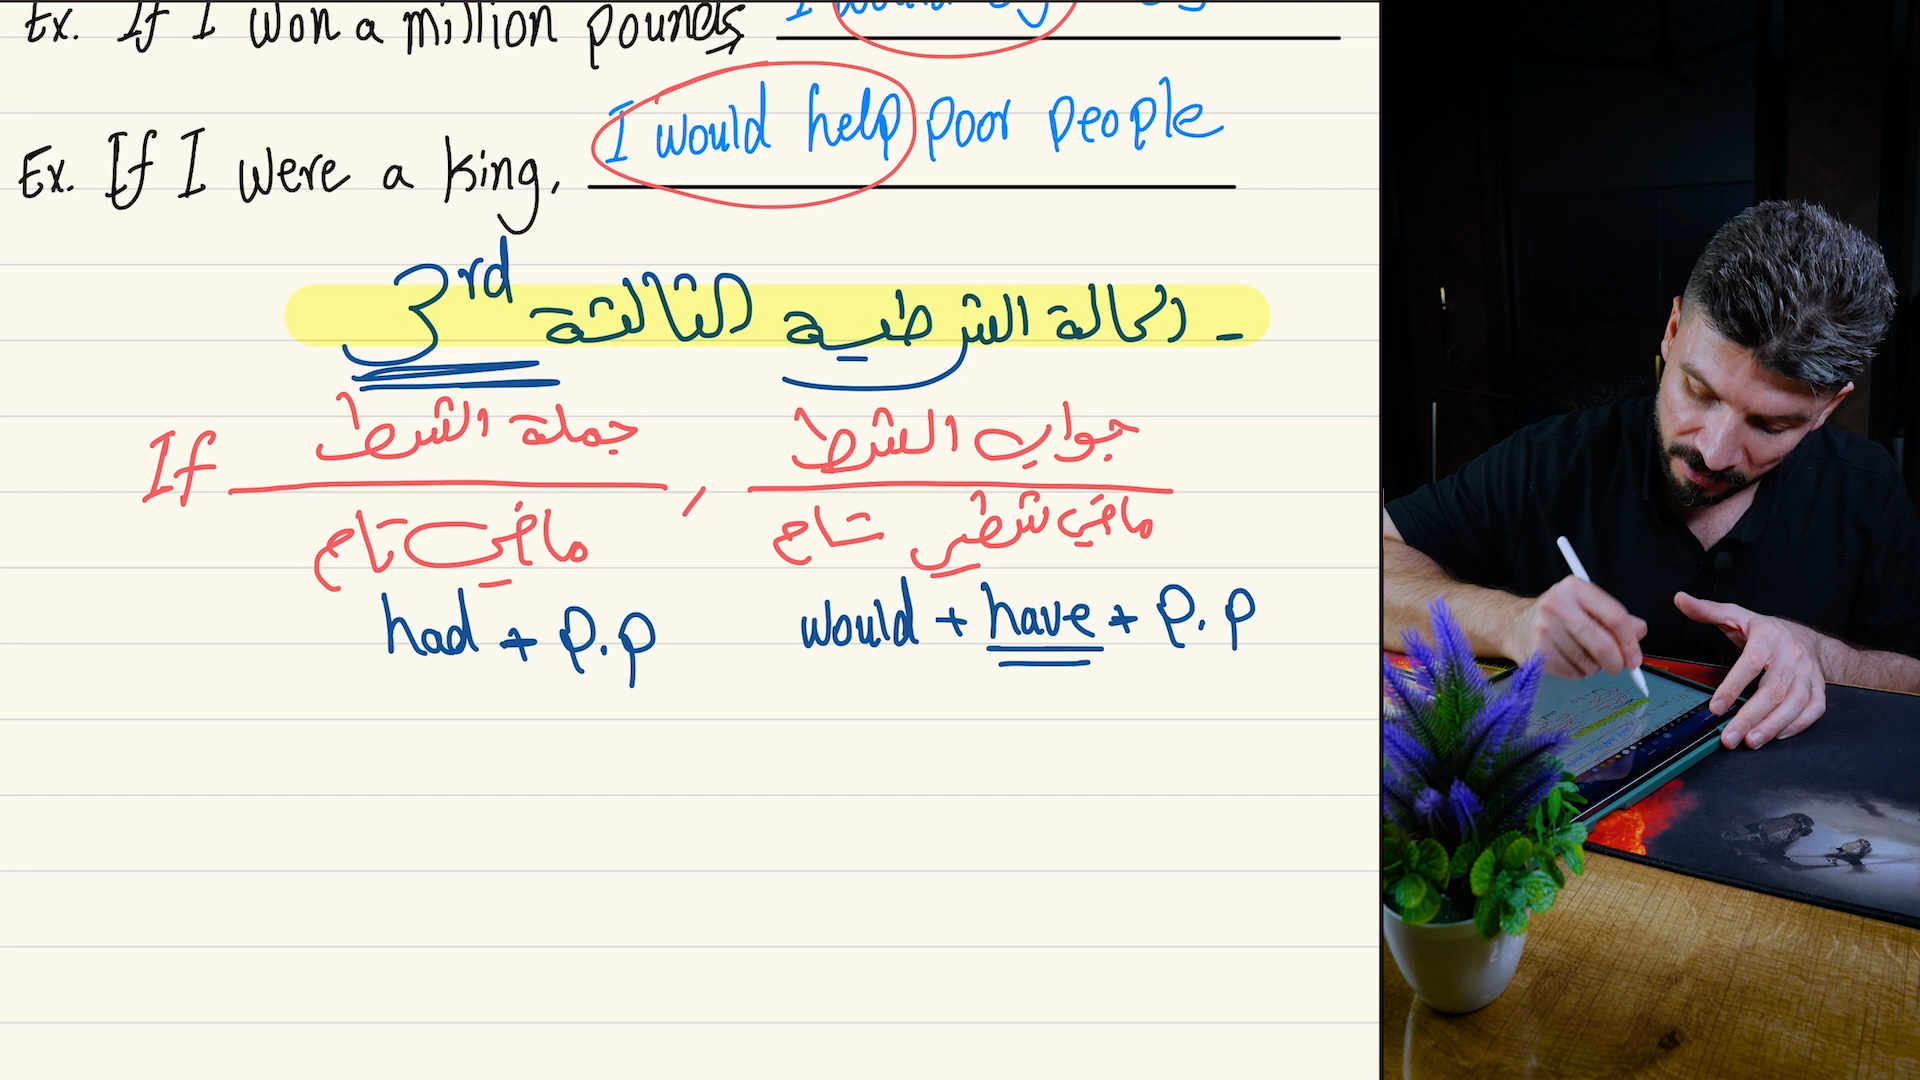 Ex. If I won a million pounds I would
I would help poor people
Ex. If I were a king,
- الحالة الشرطية الثالثة 3rd
If جملة الشرط , جواب الشرط
ماضي تام ماضي شرطي تام
had + P.P would + have + P.P